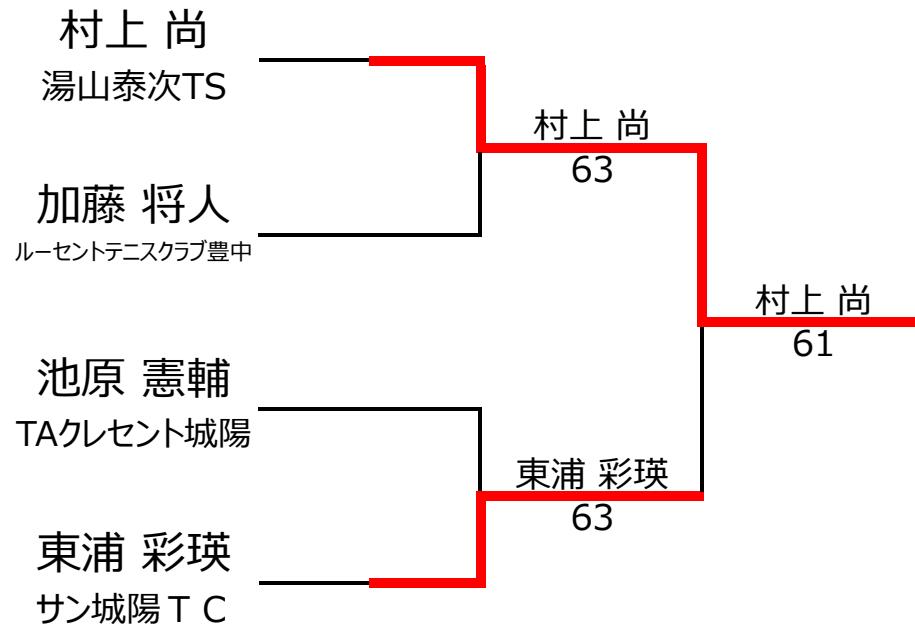 村上 尚
湯山泰次TS
村上 尚
63
加藤 将人
ルーセントテニスクラブ豊中
村上 尚
61
池原 憲輔
TAクレセント城陽
東浦 彩瑛
63
東浦 彩瑛
サン城陽ＴＣ